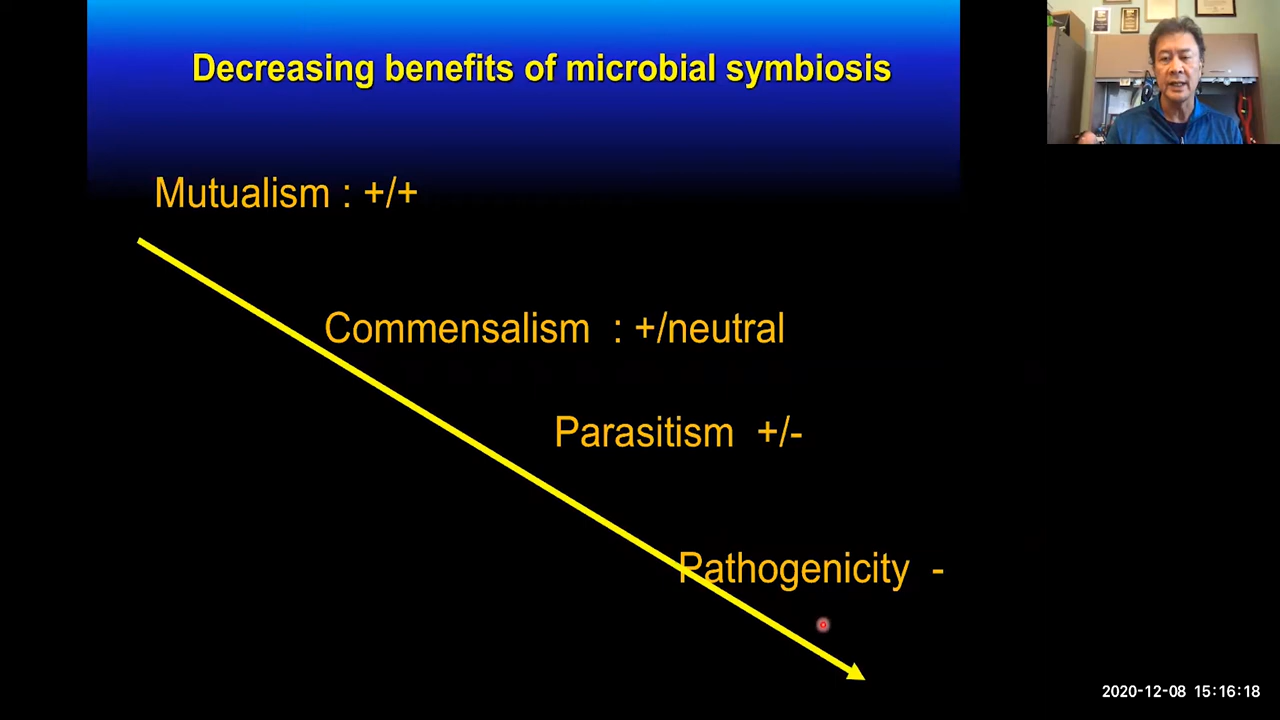 Decreasing benefits of microbial symbiosis
Mutualism : +/+
Commensalism : +/neutral
Parasitism +/-
Pathogenicity -
2020-12-08 15:16:18